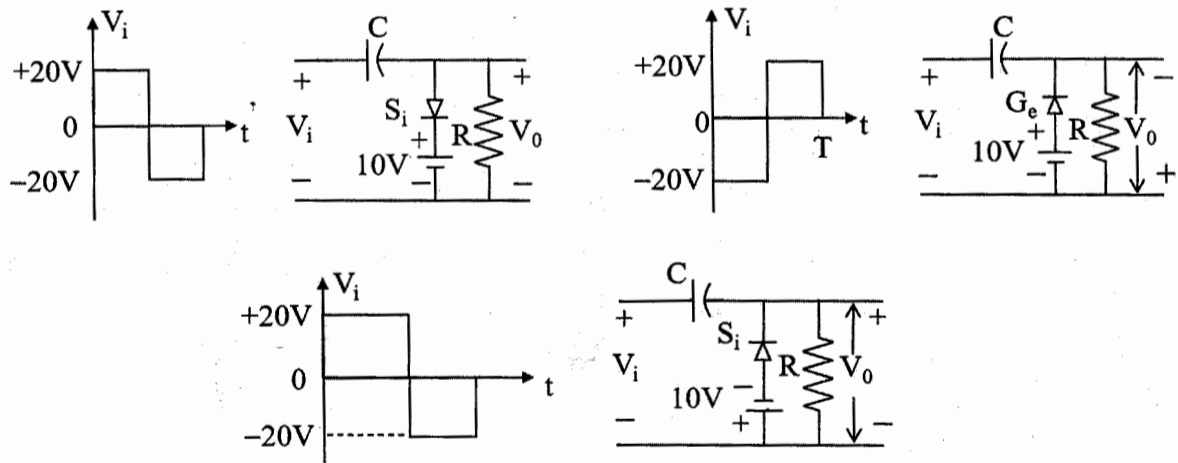 V_i
+20V
0
t
−20V
C
+
+
S_i
V_i
+
R
V_0
10V
−
−
−
V_i
+20V
0
t
T
−20V
C
+
−
G_e
V_i
+
R
V_0
10V
−
−
+
V_i
+20V
0
t
−20V
C
+
+
S_i
V_i
−
R
V_0
10V
+
−
−